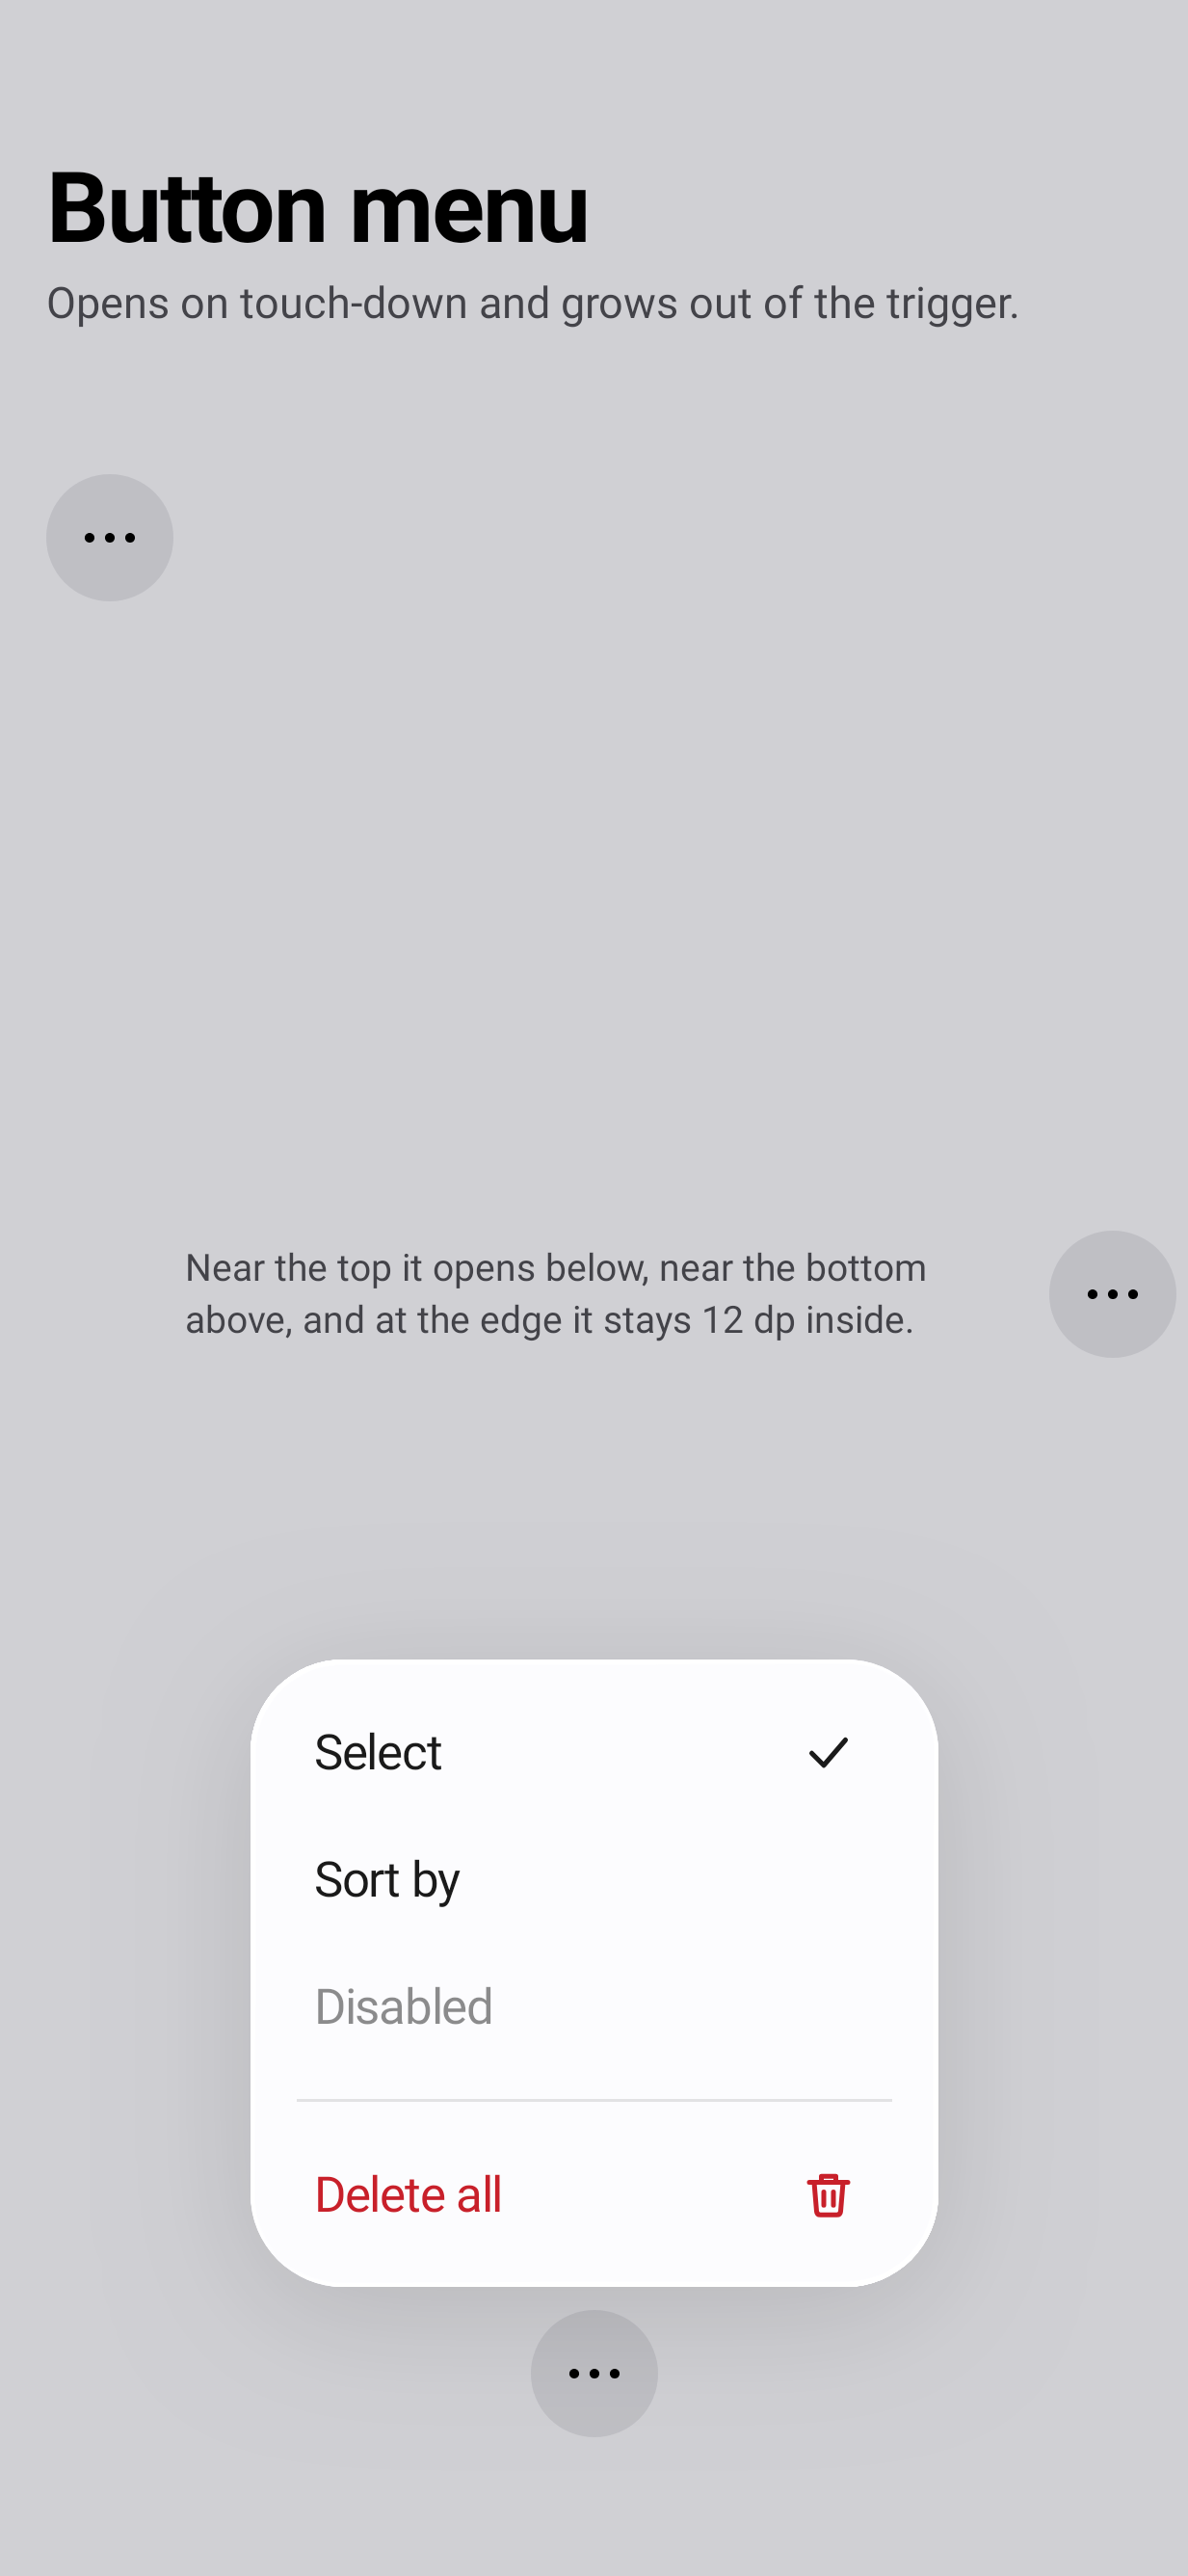 Button menu
Opens on touch-down and grows out of the trigger.
Near the top it opens below, near the bottom
above, and at the edge it stays 12 dp inside.
Select
Sort by
Disabled
Delete all